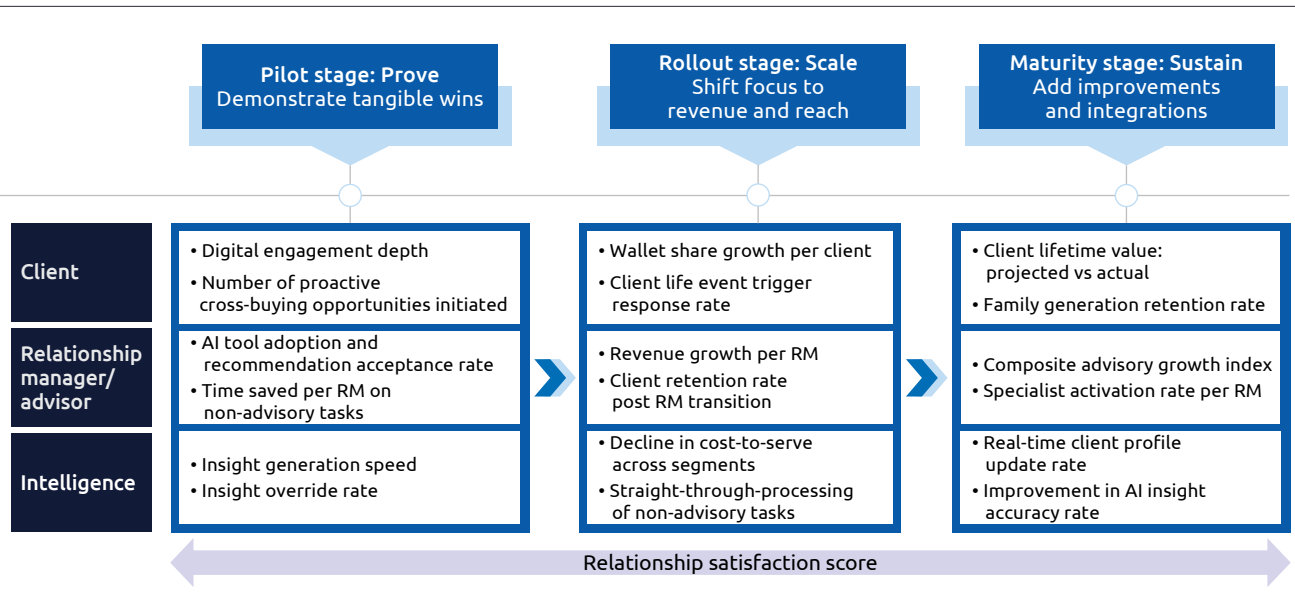 Pilot stage: Prove
Demonstrate tangible wins
Rollout stage: Scale
Shift focus to
revenue and reach
Maturity stage: Sustain
Add improvements
and integrations
Client
• Digital engagement depth
• Number of proactive
cross-buying opportunities initiated
• Wallet share growth per client
• Client life event trigger
response rate
• Client lifetime value:
projected vs actual
• Family generation retention rate
Relationship
manager/
advisor
• AI tool adoption and
recommendation acceptance rate
• Time saved per RM on
non-advisory tasks
• Revenue growth per RM
• Client retention rate
post RM transition
• Composite advisory growth index
• Specialist activation rate per RM
Intelligence
• Insight generation speed
• Insight override rate
• Decline in cost-to-serve
across segments
• Straight-through-processing
of non-advisory tasks
• Real-time client profile
update rate
• Improvement in AI insight
accuracy rate
Relationship satisfaction score